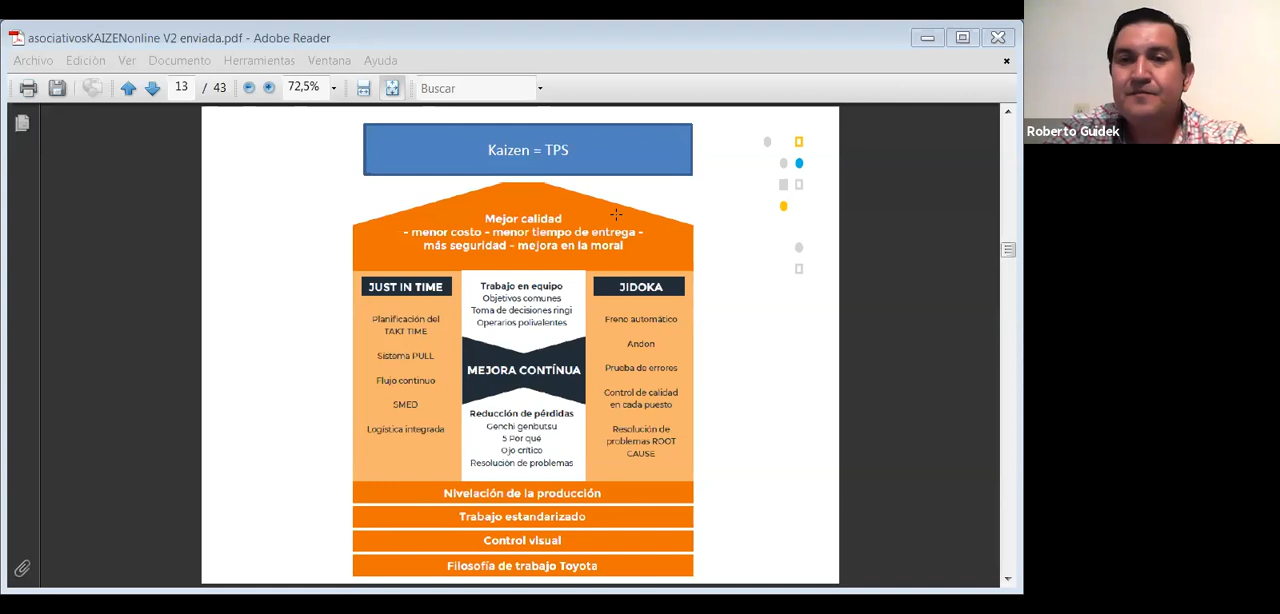 asociativosKAIZENonline V2 enviada.pdf - Adobe Reader
Archivo Edición Ver Documento Herramientas Ventana Ayuda
13 / 43 72,5% Buscar
Roberto Guidek
Kaizen = TPS
Mejor calidad
- menor costo - menor tiempo de entrega -
más seguridad - mejora en la moral
JUST IN TIME
Planificación del
TAKT TIME
Sistema PULL
Flujo continuo
SMED
Logística integrada
Trabajo en equipo
Objetivos comunes
Toma de decisiones ringi
Operarios polivalentes
MEJORA CONTÍNUA
Reducción de pérdidas
Genchi genbutsu
5 Por qué
Ojo crítico
Resolución de problemas
JIDOKA
Freno automático
Andon
Prueba de errores
Control de calidad
en cada puesto
Resolución de
problemas ROOT
CAUSE
Nivelación de la producción
Trabajo estandarizado
Control visual
Filosofía de trabajo Toyota